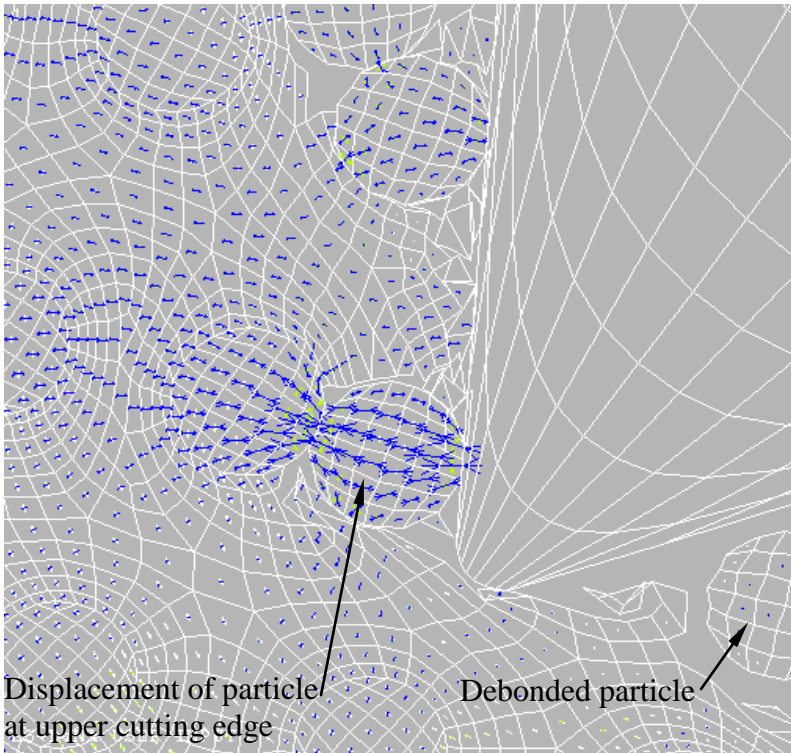 Displacement of particle
at upper cutting edge
Debonded particle